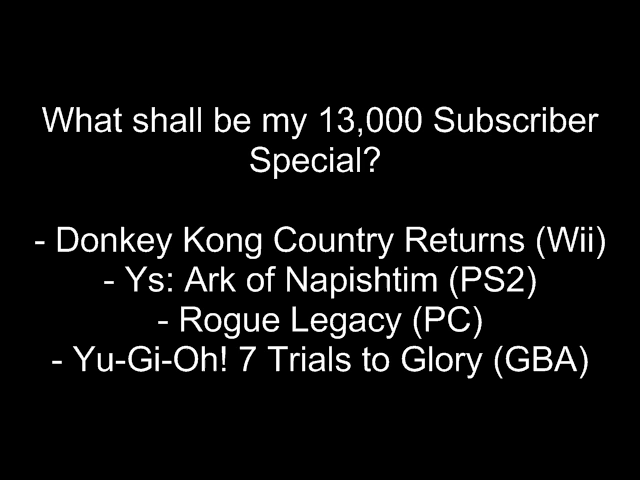 What shall be my 13,000 Subscriber
Special?
- Donkey Kong Country Returns (Wii)
- Ys: Ark of Napishtim (PS2)
- Rogue Legacy (PC)
- Yu-Gi-Oh! 7 Trials to Glory (GBA)